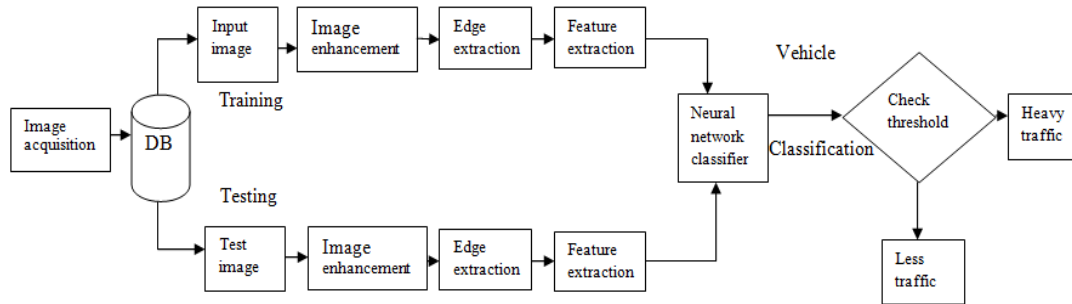 Image
acquisition
DB
Input
image
Image
enhancement
Edge
extraction
Feature
extraction
Training
Testing
Test
image
Image
enhancement
Edge
extraction
Feature
extraction
Neural
network
classifier
Vehicle
Classification
Check
threshold
Heavy
traffic
Less
traffic